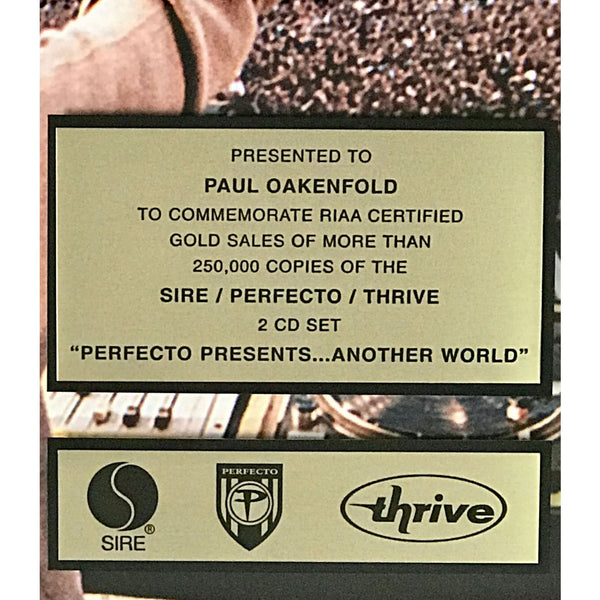 PRESENTED TO
PAUL OAKENFOLD
TO COMMEMORATE RIAA CERTIFIED
GOLD SALES OF MORE THAN
250,000 COPIES OF THE
SIRE / PERFECTO / THRIVE
2 CD SET
“PERFECTO PRESENTS...ANOTHER WORLD”
S
®
SIRE
PERFECTO
P
thrive